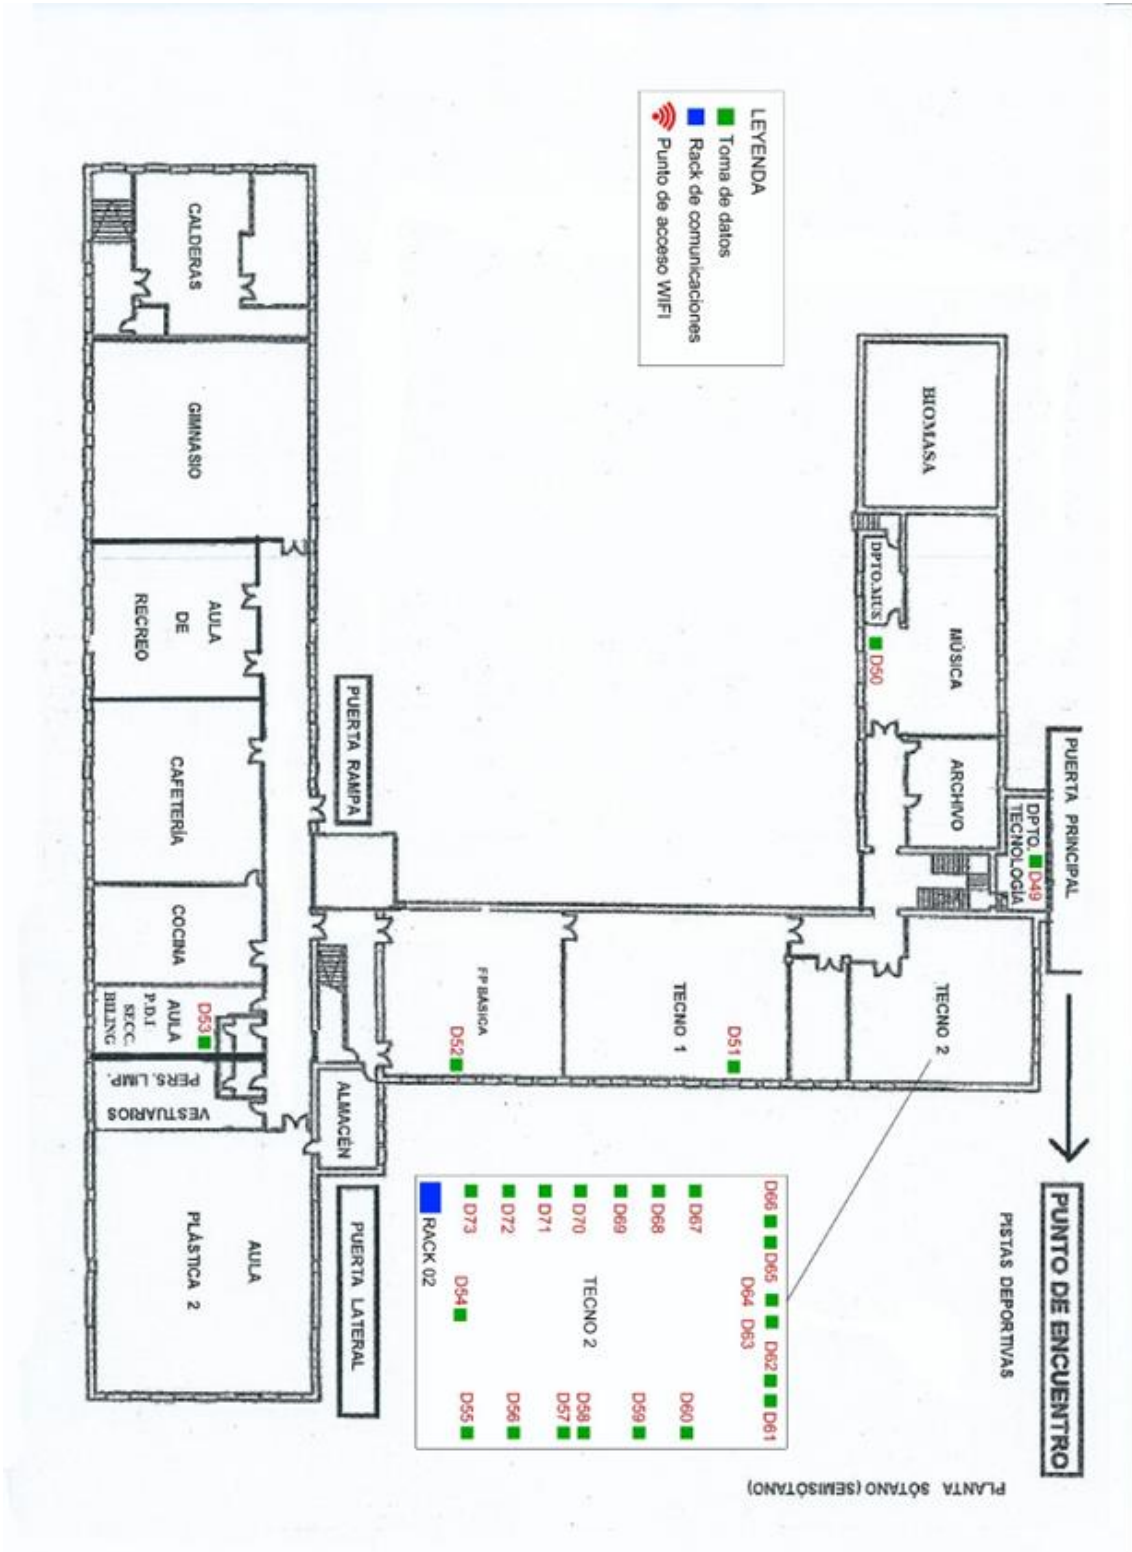 LEYENDA
Toma de datos
Rack de comunicaciones
Punto de acceso WIFI
CALDERAS
GIMNASIO
AULA
DE
RECREO
CAFETERÍA
COCINA
D53
AULA
P.D.I
SECC.
BILING
PERS. LIMP.
VESTUARIOS
AULA
PLÁSTICA 2
PUERTA RAMPA
ALMACÉN
PUERTA LATERAL
BIOMASA
DPTO.MUS
D50
MÚSICA
ARCHIVO
PUERTA PRINCIPAL
D49
DPTO.
TECNOLOGÍA
FP BÁSICA
D52
TECNO 1
D51
TECNO 2
PUNTO DE ENCUENTRO
PISTAS DEPORTIVAS
D66
D65
D64
D63
D62
D61
D67
D68
D69
D70
D71
D72
D73
RACK 02
TECNO 2
D54
D60
D59
D58
D57
D56
D55
PLANTA SÓTANO (SEMISÓTANO)